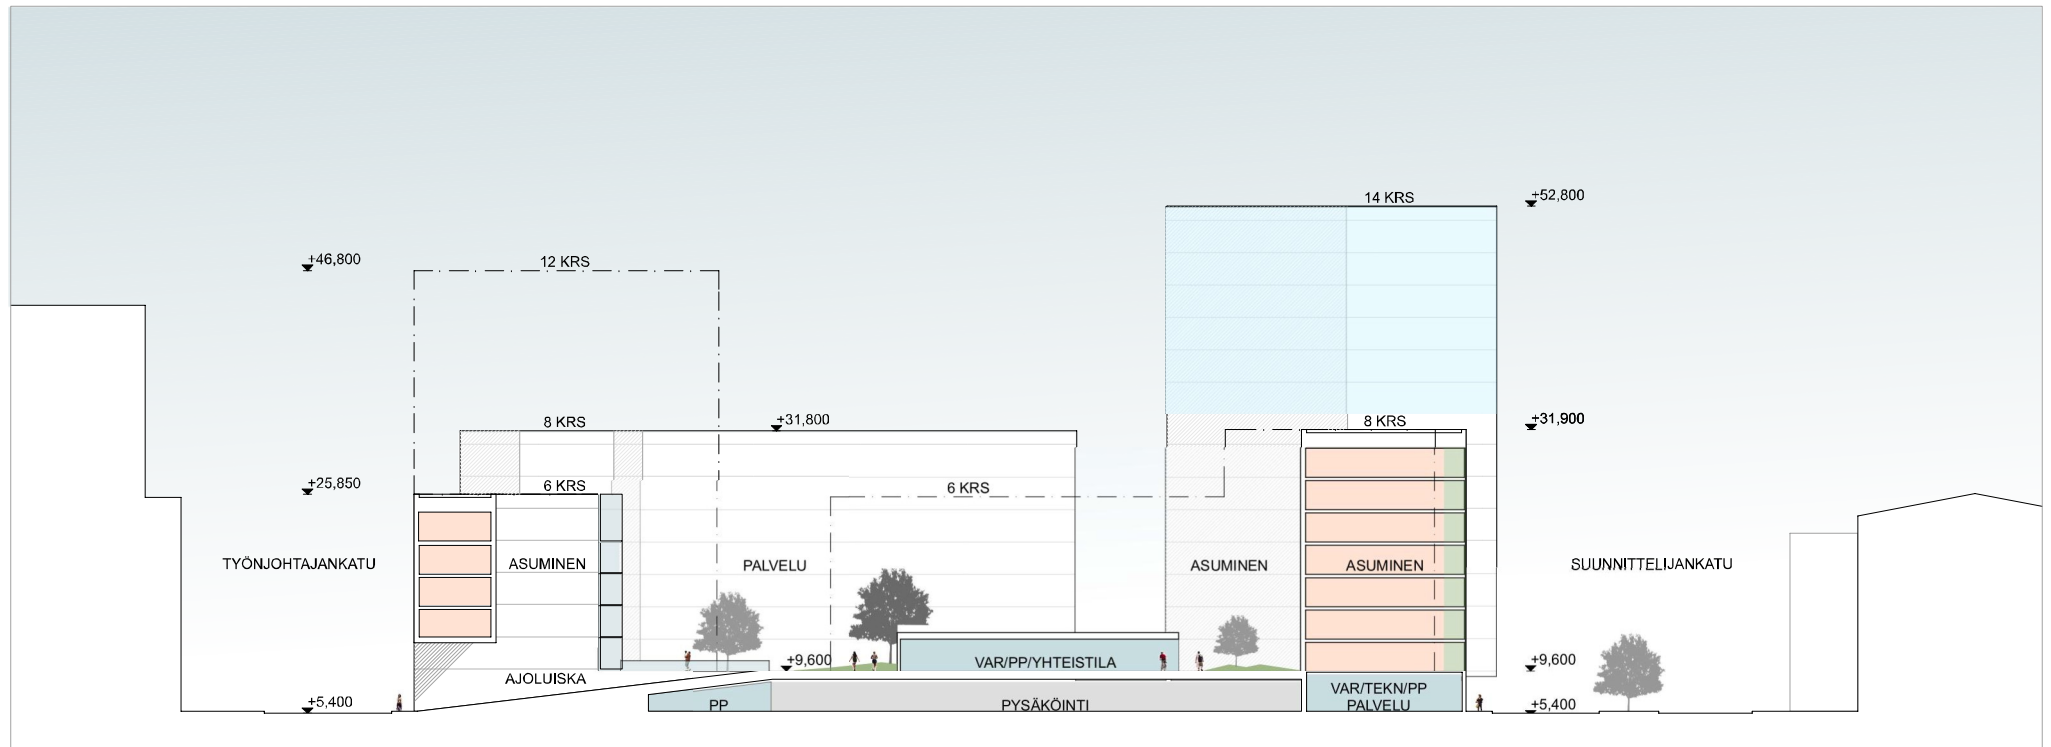 14 KRS
+52,800
+46,800
12 KRS
8 KRS
+31,800
8 KRS
+31,900
+25,850
6 KRS
6 KRS
TYÖNJOHTAJANKATU
ASUMINEN
PALVELU
ASUMINEN
ASUMINEN
SUUNNITTELIJANKATU
+9,600
VAR/PP/YHTEISTILA
+9,600
AJOLUISKA
VAR/TEKN/PP
PALVELU
+5,400
PP
PYSÄKÖINTI
+5,400